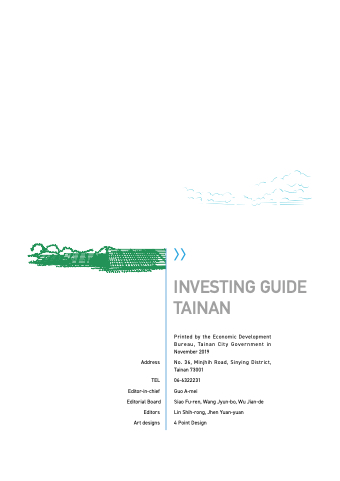 INVESTING GUIDE
TAINAN
Printed by the Economic Development
Bureau, Tainan City Government in
November 2019
Address No. 36, Minjhih Road, Sinying District,
Tainan 73001
TEL 06-6322231
Editor-in-chief Guo A-mei
Editorial Board Siao Fu-ren, Wang Jyun-bo, Wu Jian-de
Editors Lin Shih-rong, Jhen Yuan-yuan
Art designs 4 Point Design